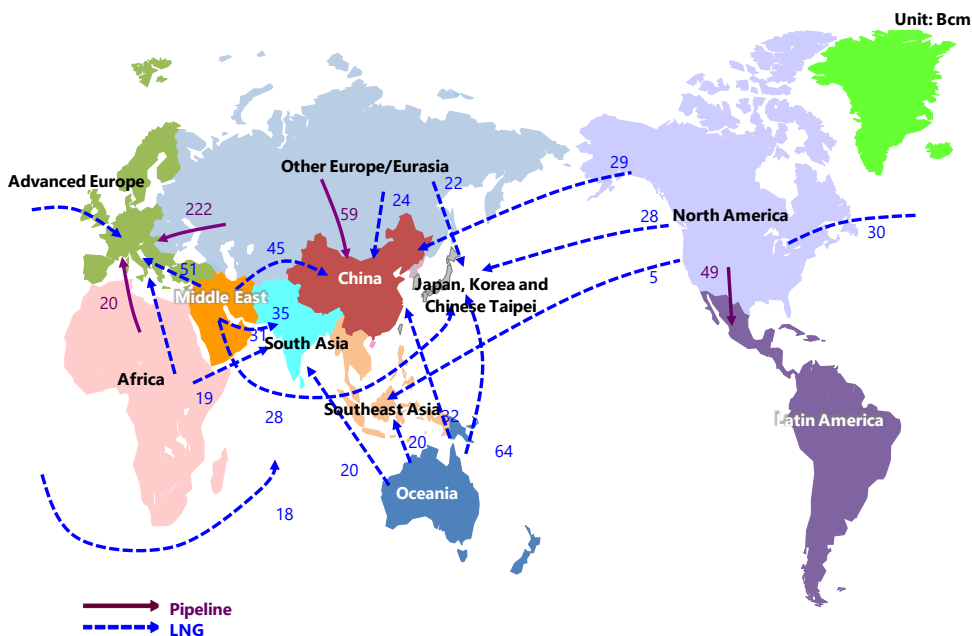 Unit: Bcm
Other Europe/Eurasia
29
Advanced Europe
22
24
222
59
28
North America
30
45
51
China
5
49
Middle East
Japan, Korea and
Chinese Taipei
20
35
31
South Asia
Africa
19
28
Southeast Asia
32
Latin America
20
64
20
Oceania
18
Pipeline
LNG